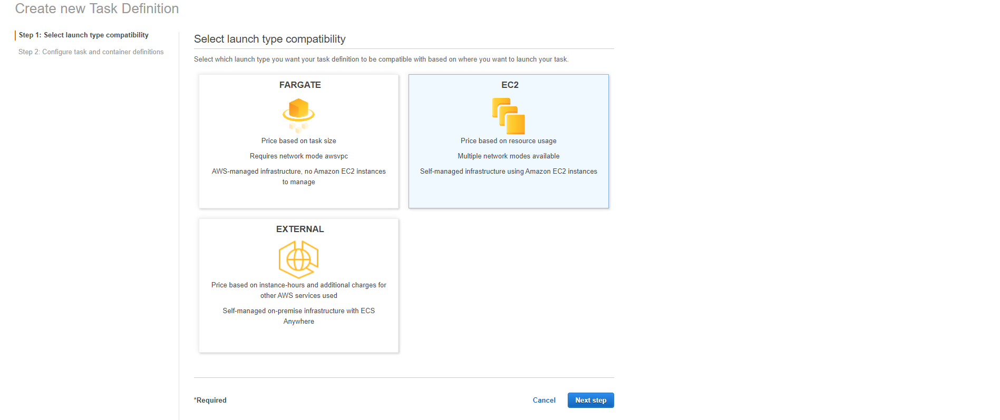 Create new Task Definition
Step 1: Select launch type compatibility
Step 2: Configure task and container definitions
Select launch type compatibility
Select which launch type you want your task definition to be compatible with based on where you want to launch your task.
FARGATE
Price based on task size
Requires network mode awsvpc
AWS-managed infrastructure, no Amazon EC2 instances
to manage
EC2
Price based on resource usage
Multiple network modes available
Self-managed infrastructure using Amazon EC2 instances
EXTERNAL
Price based on instance-hours and additional charges for
other AWS services used
Self-managed on-premise infrastructure with ECS
Anywhere
*Required
Cancel
Next step